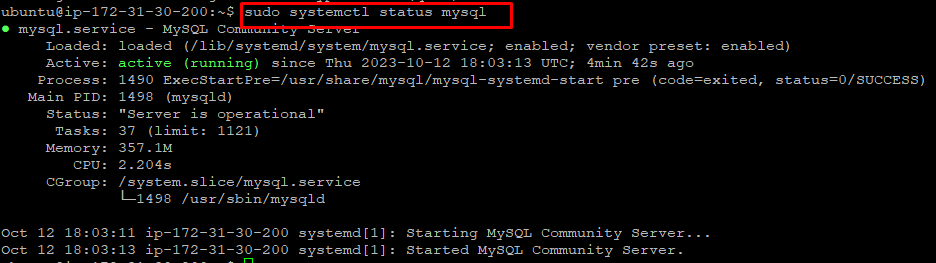 ubuntu@ip-172-31-30-200:~$ sudo systemctl status mysql
● mysql.service - MySQL Community Server
Loaded: loaded (/lib/systemd/system/mysql.service; enabled; vendor preset: enabled)
Active: active (running) since Thu 2023-10-12 18:03:13 UTC; 4min 42s ago
Process: 1490 ExecStartPre=/usr/share/mysql/mysql-systemd-start pre (code=exited, status=0/SUCCESS)
Main PID: 1498 (mysqld)
Status: "Server is operational"
Tasks: 37 (limit: 1121)
Memory: 357.1M
CPU: 2.204s
CGroup: /system.slice/mysql.service
└─1498 /usr/sbin/mysqld
Oct 12 18:03:11 ip-172-31-30-200 systemd[1]: Starting MySQL Community Server...
Oct 12 18:03:13 ip-172-31-30-200 systemd[1]: Started MySQL Community Server.
ubuntu@ip-172-31-30-200:~$